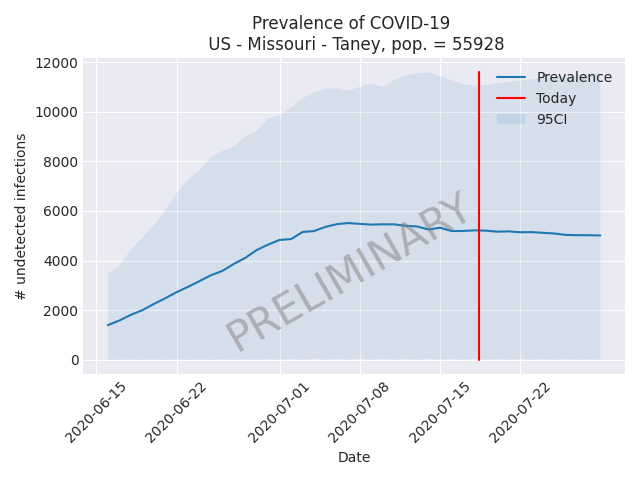 Prevalence of COVID-19
US - Missouri - Taney, pop. = 55928
12000
10000
8000
6000
4000
2000
0
# undetected infections
Prevalence
Today
95CI
PRELIMINARY
2020-06-15
2020-06-22
2020-07-01
2020-07-08
2020-07-15
2020-07-22
Date